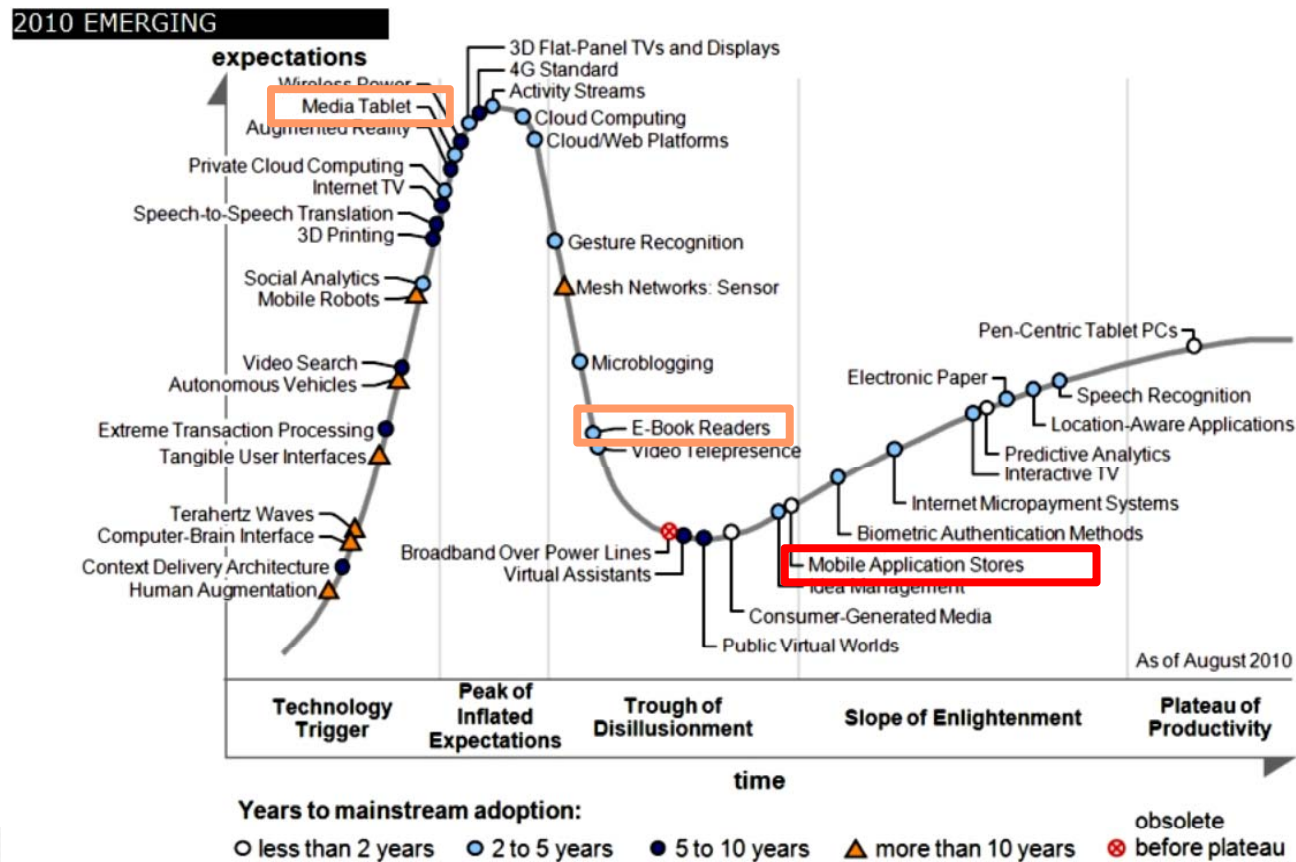 2010 EMERGING
expectations
3D Flat-Panel TVs and Displays
4G Standard
Wireless Power
Activity Streams
Media Tablet
Cloud Computing
Augmented Reality
Cloud/Web Platforms
Private Cloud Computing
Internet TV
Speech-to-Speech Translation
3D Printing
Gesture Recognition
Social Analytics
Mesh Networks: Sensor
Mobile Robots
Pen-Centric Tablet PCs
Video Search
Microblogging
Autonomous Vehicles
Electronic Paper
Speech Recognition
Extreme Transaction Processing
E-Book Readers
Location-Aware Applications
Tangible User Interfaces
Video Telepresence
Predictive Analytics
Interactive TV
Internet Micropayment Systems
Terahertz Waves
Computer-Brain Interface
Biometric Authentication Methods
Broadband Over Power Lines
Context Delivery Architecture
Virtual Assistants
Mobile Application Stores
Human Augmentation
Idea Management
Consumer-Generated Media
Public Virtual Worlds
As of August 2010
Technology
Trigger
Peak of
Inflated
Expectations
Trough of
Disillusionment
Slope of Enlightenment
Plateau of
Productivity
time
Years to mainstream adoption:
less than 2 years
2 to 5 years
5 to 10 years
more than 10 years
obsolete
before plateau